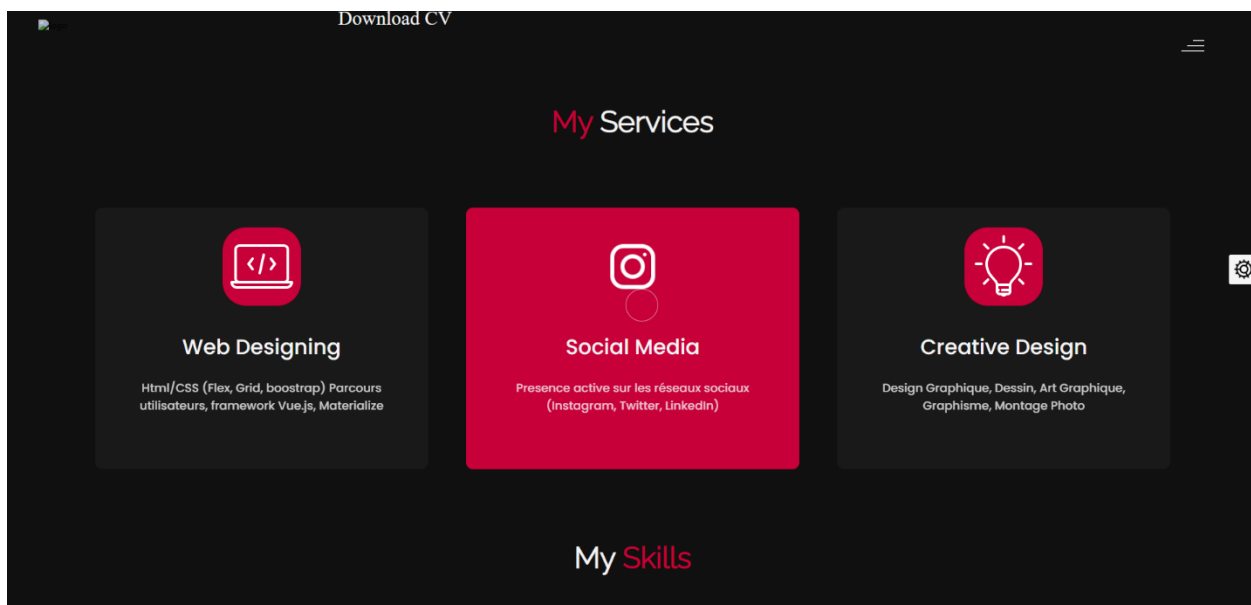 Download CV
My Services
Web Designing
Html/CSS (Flex, Grid, boostrap) Parcours
utilisateurs, framework Vue.js, Materialize
Social Media
Presence active sur les réseaux sociaux
(Instagram, Twitter, LinkedIn)
Creative Design
Design Graphique, Dessin, Art Graphique,
Graphisme, Montage Photo
My Skills